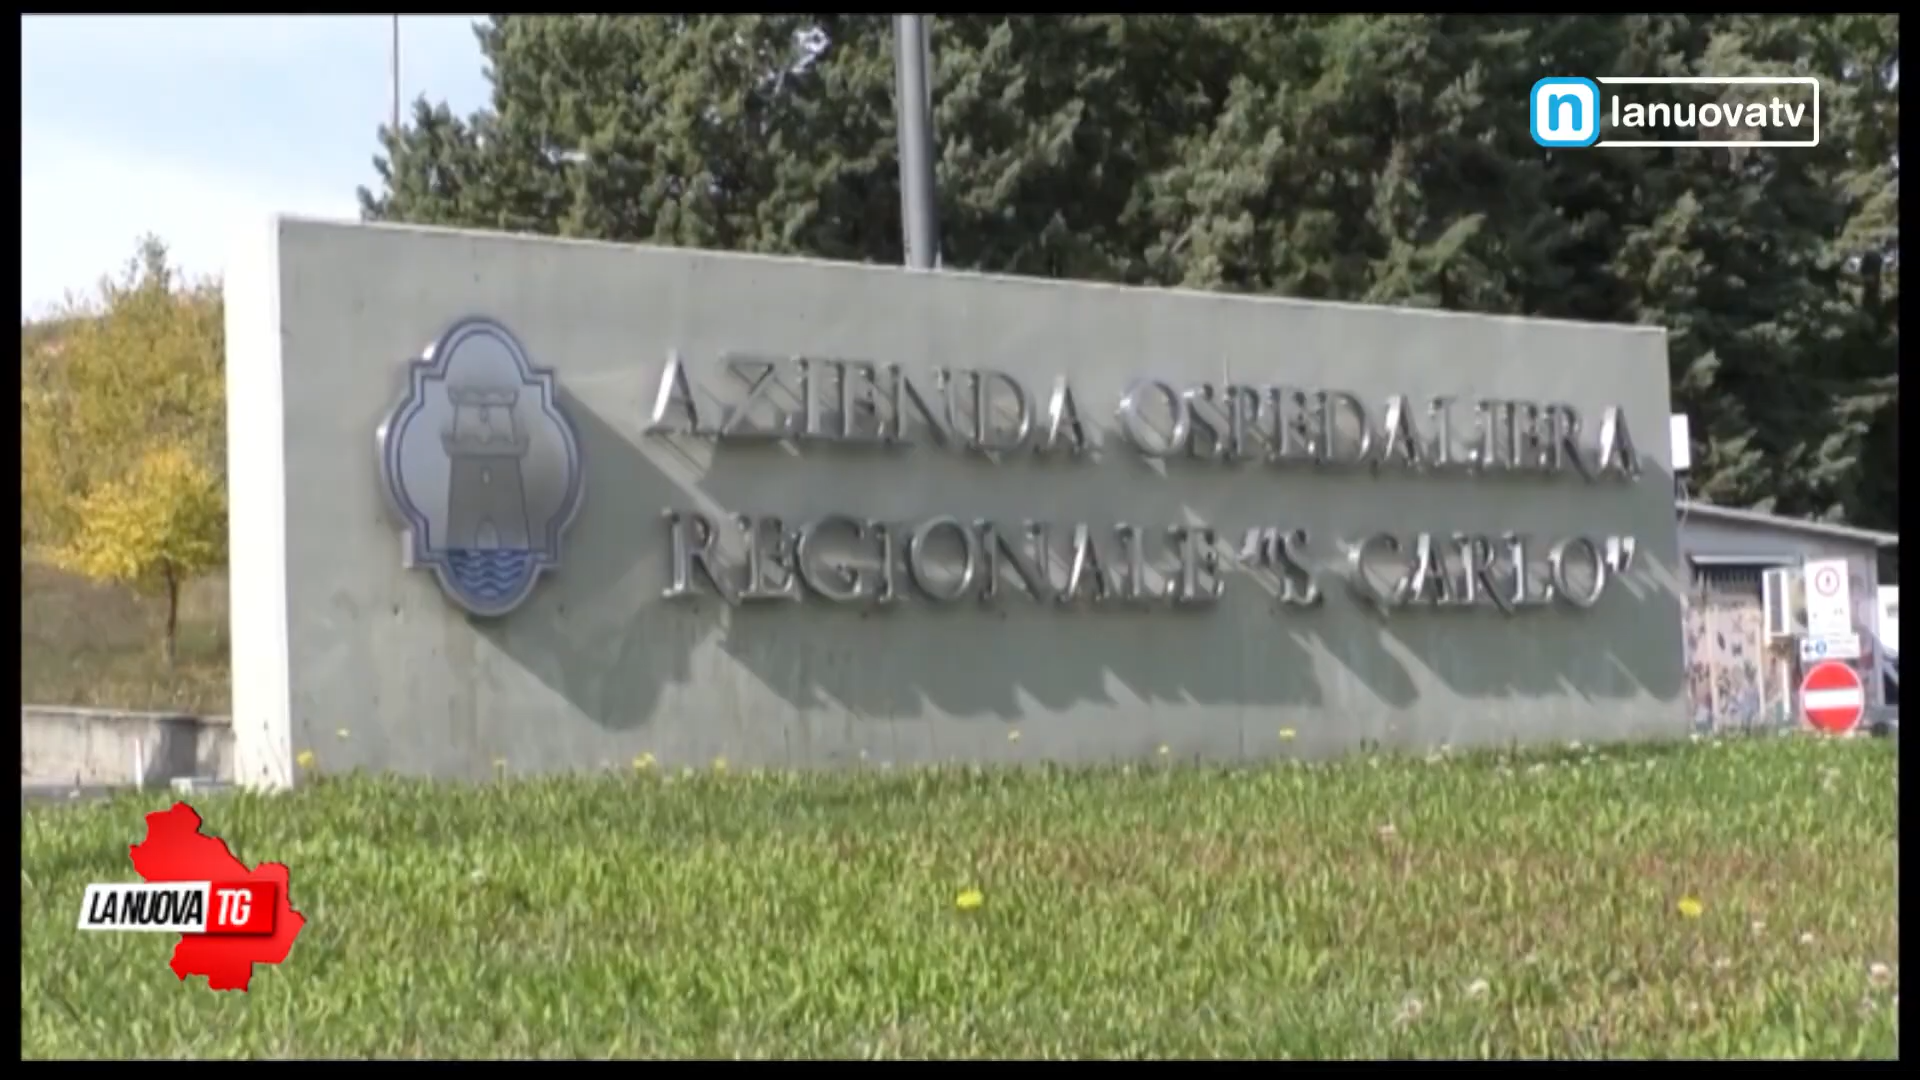 n lanuovatv
AZIENDA OSPEDALIERA
REGIONALE "S. CARLO"
LA NUOVA TG